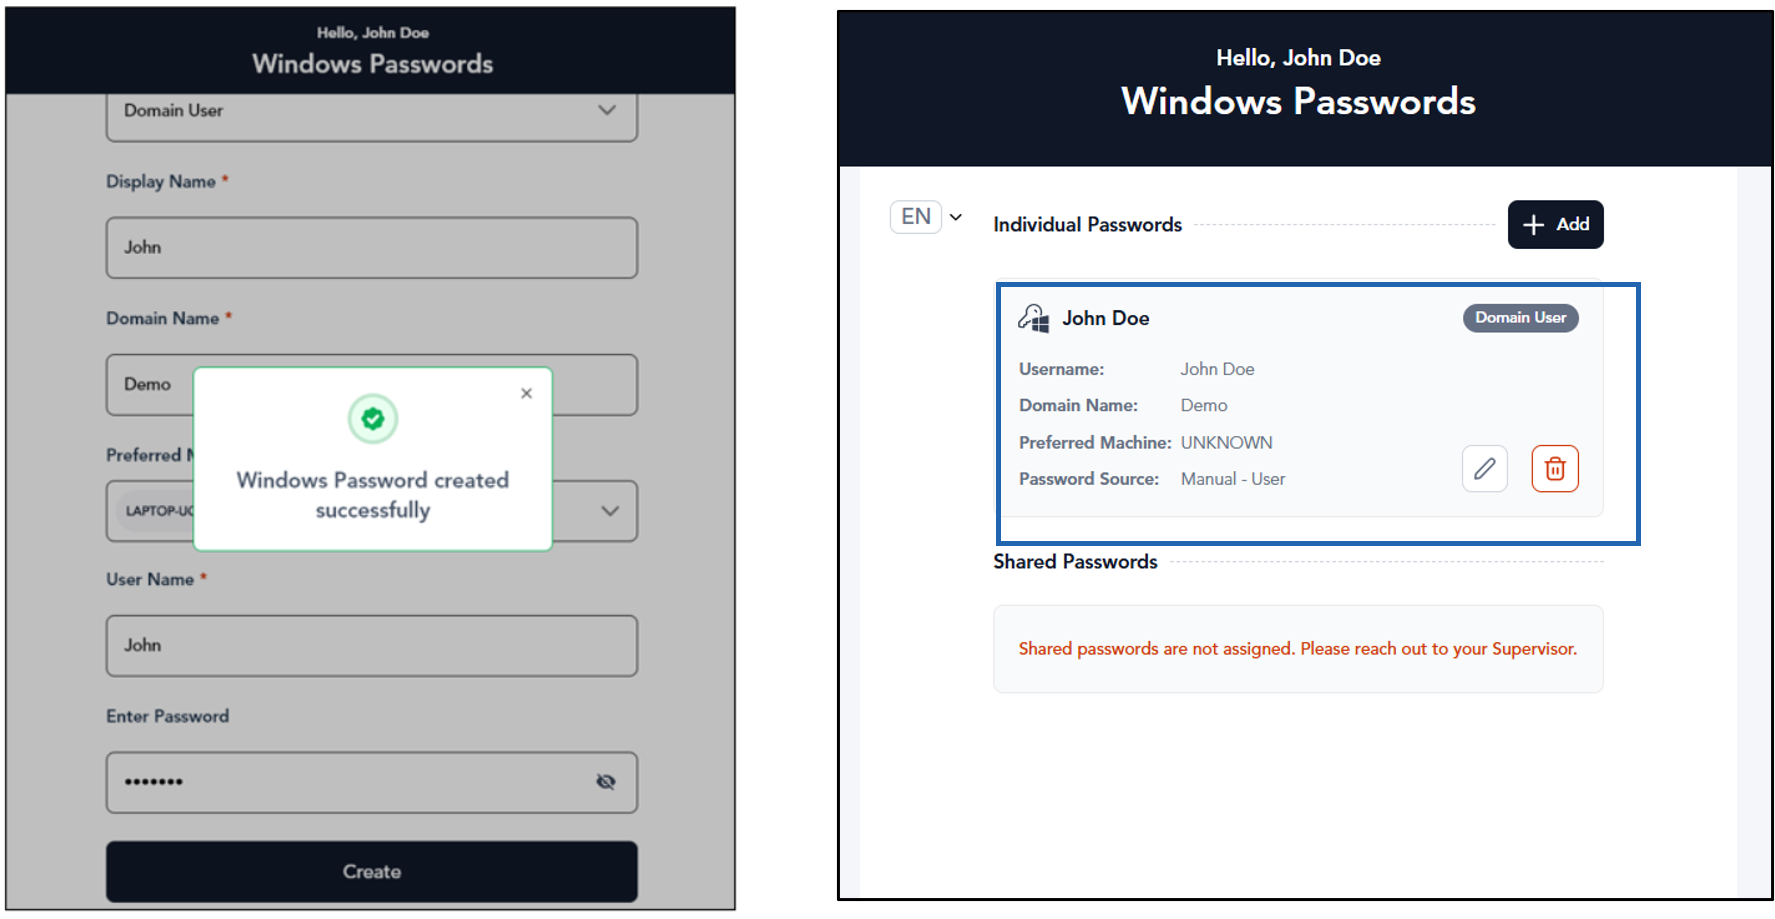 Hello, John Doe
Windows Passwords
Domain User
Display Name *
John
Domain Name *
Demo
Preferred
LAPTOP-
Windows Password created
successfully
User Name *
John
Enter Password
•••••••
Create
Hello, John Doe
Windows Passwords
EN
Individual Passwords
+ Add
John Doe
Domain User
Username: John Doe
Domain Name: Demo
Preferred Machine: UNKNOWN
Password Source: Manual - User
Shared Passwords
Shared passwords are not assigned. Please reach out to your Supervisor.